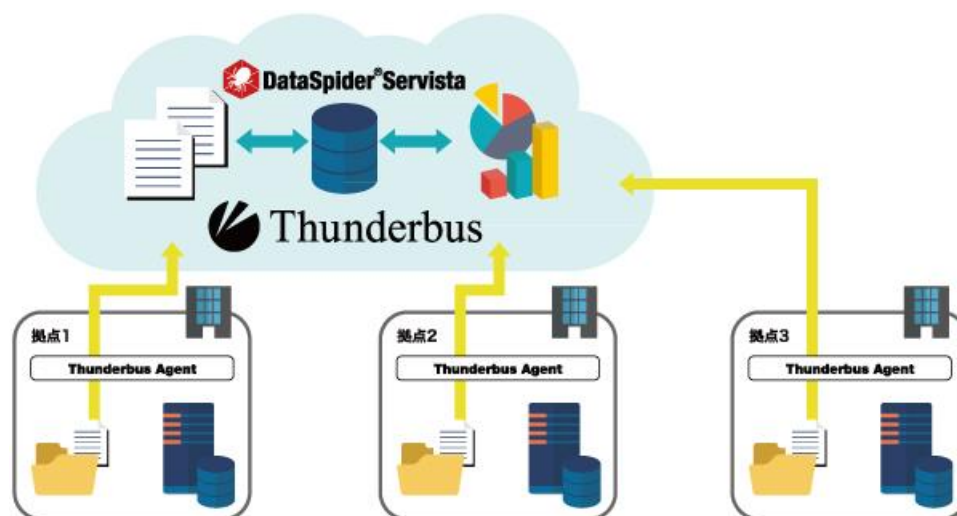 DataSpider®Servista
Thunderbus
拠点1
Thunderbus Agent
拠点2
Thunderbus Agent
拠点3
Thunderbus Agent